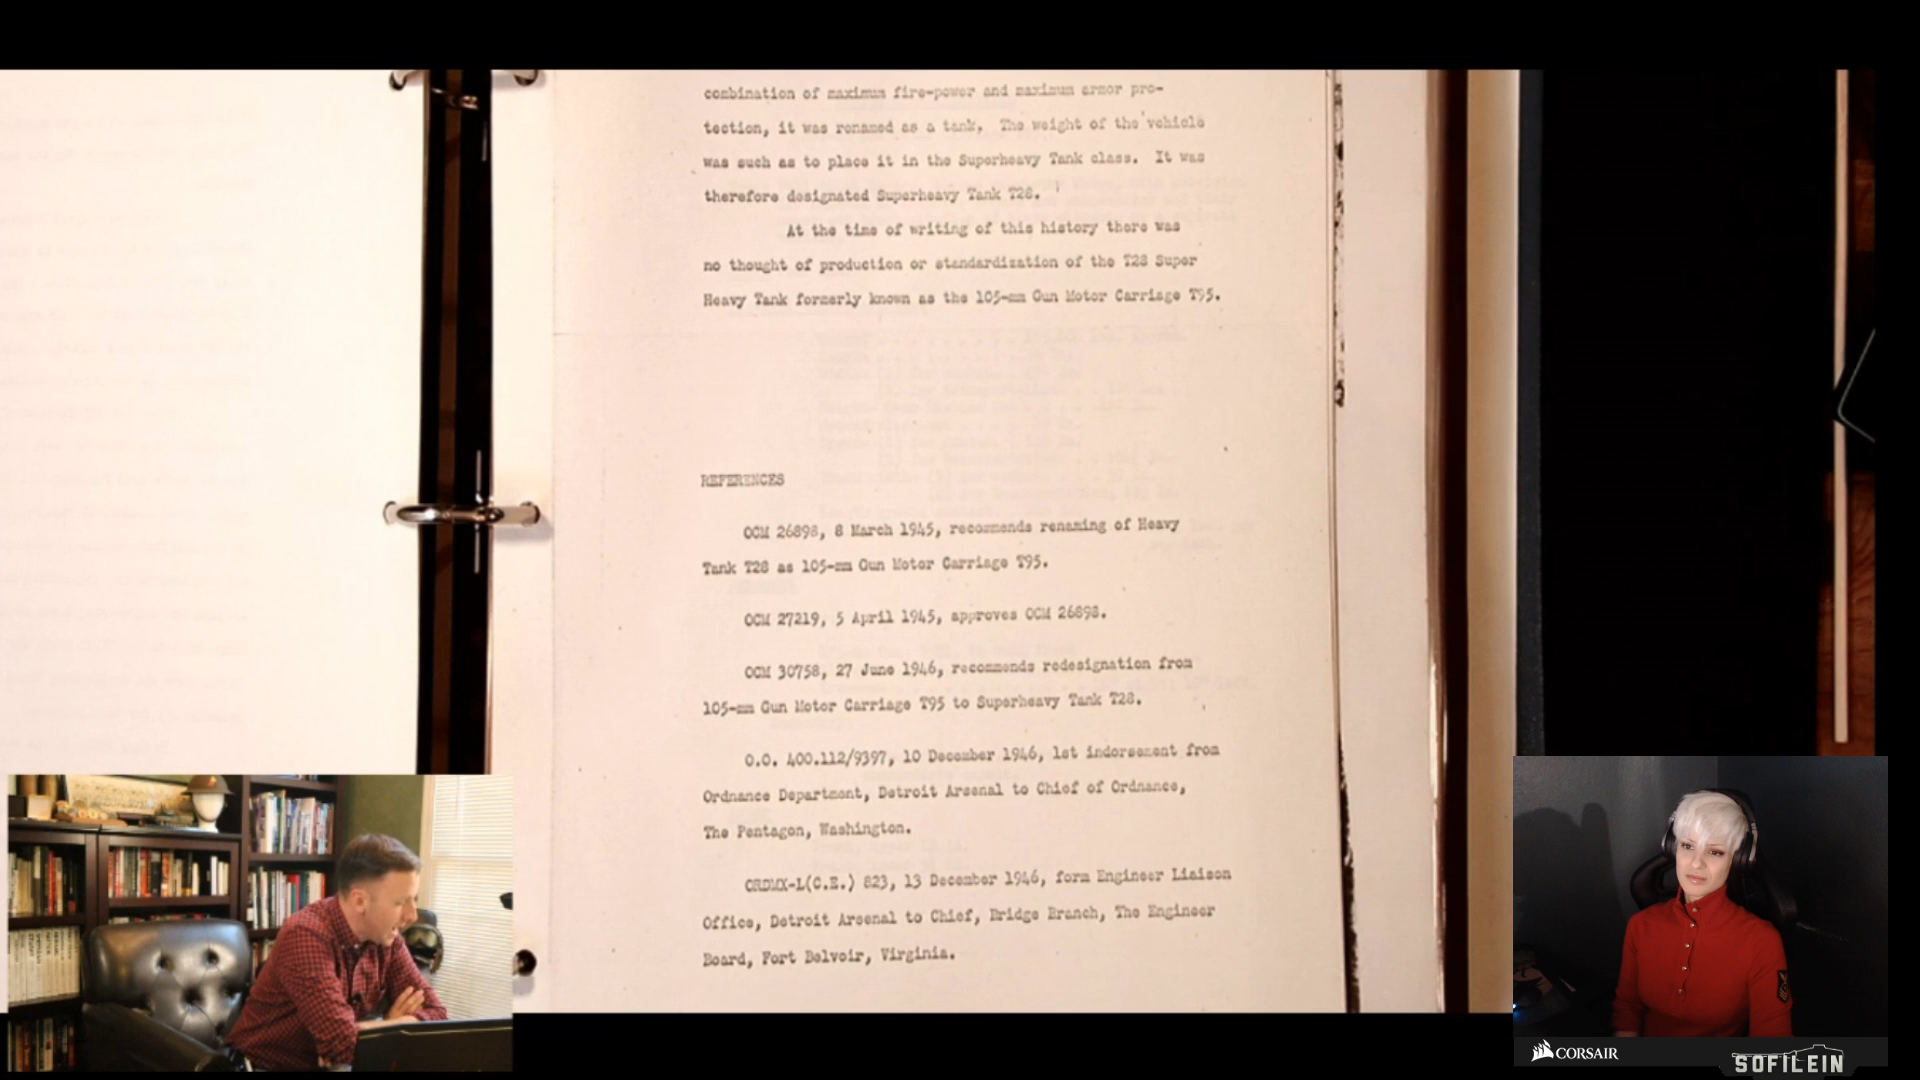 combination of maximum fire-power and maximum armor pro-
tection, it was renamed as a tank. The weight of the vehicle
was such as to place it in the Superheavy Tank class. It was
therefore designated Superheavy Tank T28.
At the time of writing of this history there was
no thought of production or standardization of the T28 Super
Heavy Tank formerly known as the 105-mm Gun Motor Carriage T95.
REFERENCES
OCM 26898, 8 March 1945, recommends renaming of Heavy
Tank T28 as 105-mm Gun Motor Carriage T95.
OCM 27219, 5 April 1945, approves OCM 26898.
OCM 30758, 27 June 1946, recommends redesignation from
105-mm Gun Motor Carriage T95 to Superheavy Tank T28.
O.O. 400.112/9397, 10 December 1946, 1st indorsement from
Ordnance Department, Detroit Arsenal to Chief of Ordnance,
The Pentagon, Washington.
ORDMX-L(C.E.) 823, 13 December 1946, form Engineer Liaison
Office, Detroit Arsenal to Chief, Bridge Branch, The Engineer
Board, Fort Belvoir, Virginia.
CORSAIR
SOFILEIN